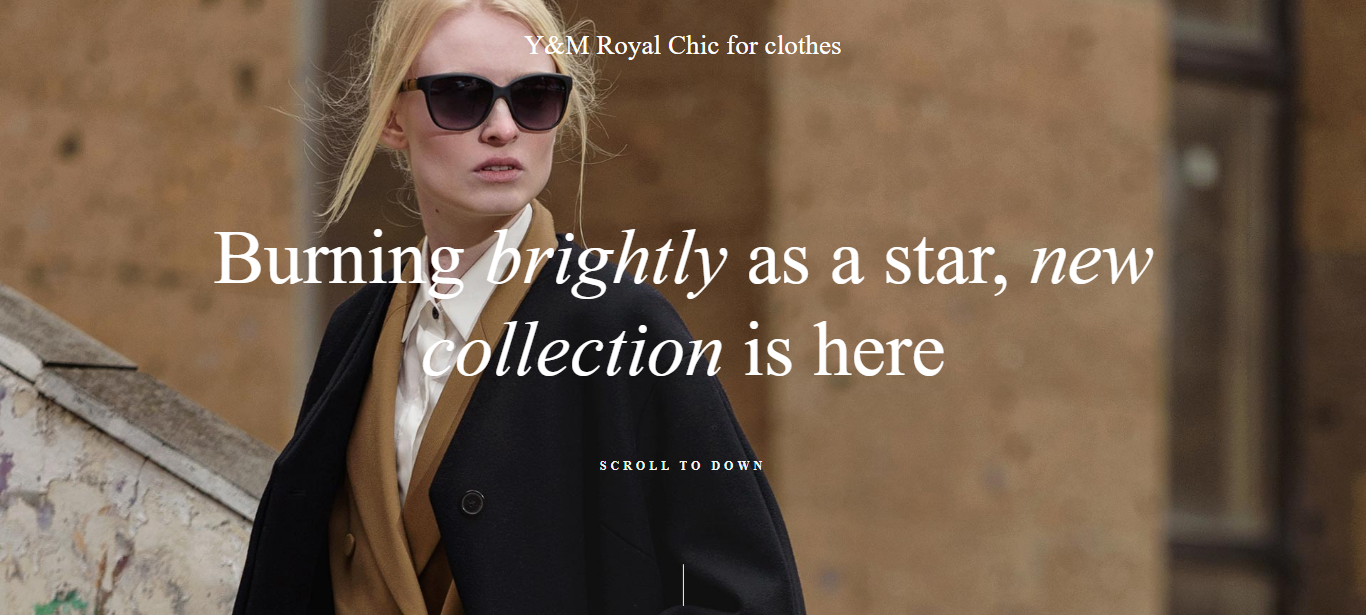 Y&M Royal Chic for clothes
Burning brightly as a star, new
collection is here
SCROLL TO DOWN